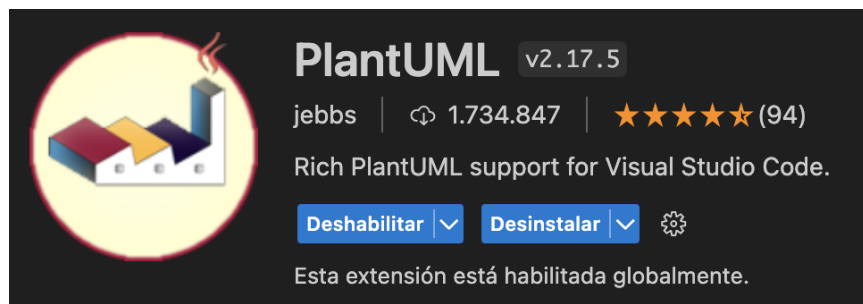 PlantUML v2.17.5
jebbs 1.734.847 (94)
Rich PlantUML support for Visual Studio Code.
Deshabilitar Desinstalar
Esta extensión está habilitada globalmente.